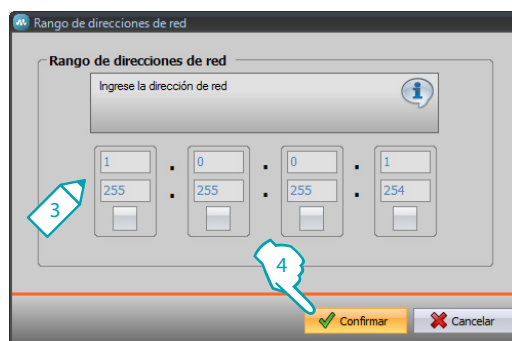 Rango de direcciones de red
Rango de direcciones de red
Ingrese la dirección de red
1 . 0 . 0 . 1
255 . 255 . 255 . 254
3
4
Confirmar
Cancelar